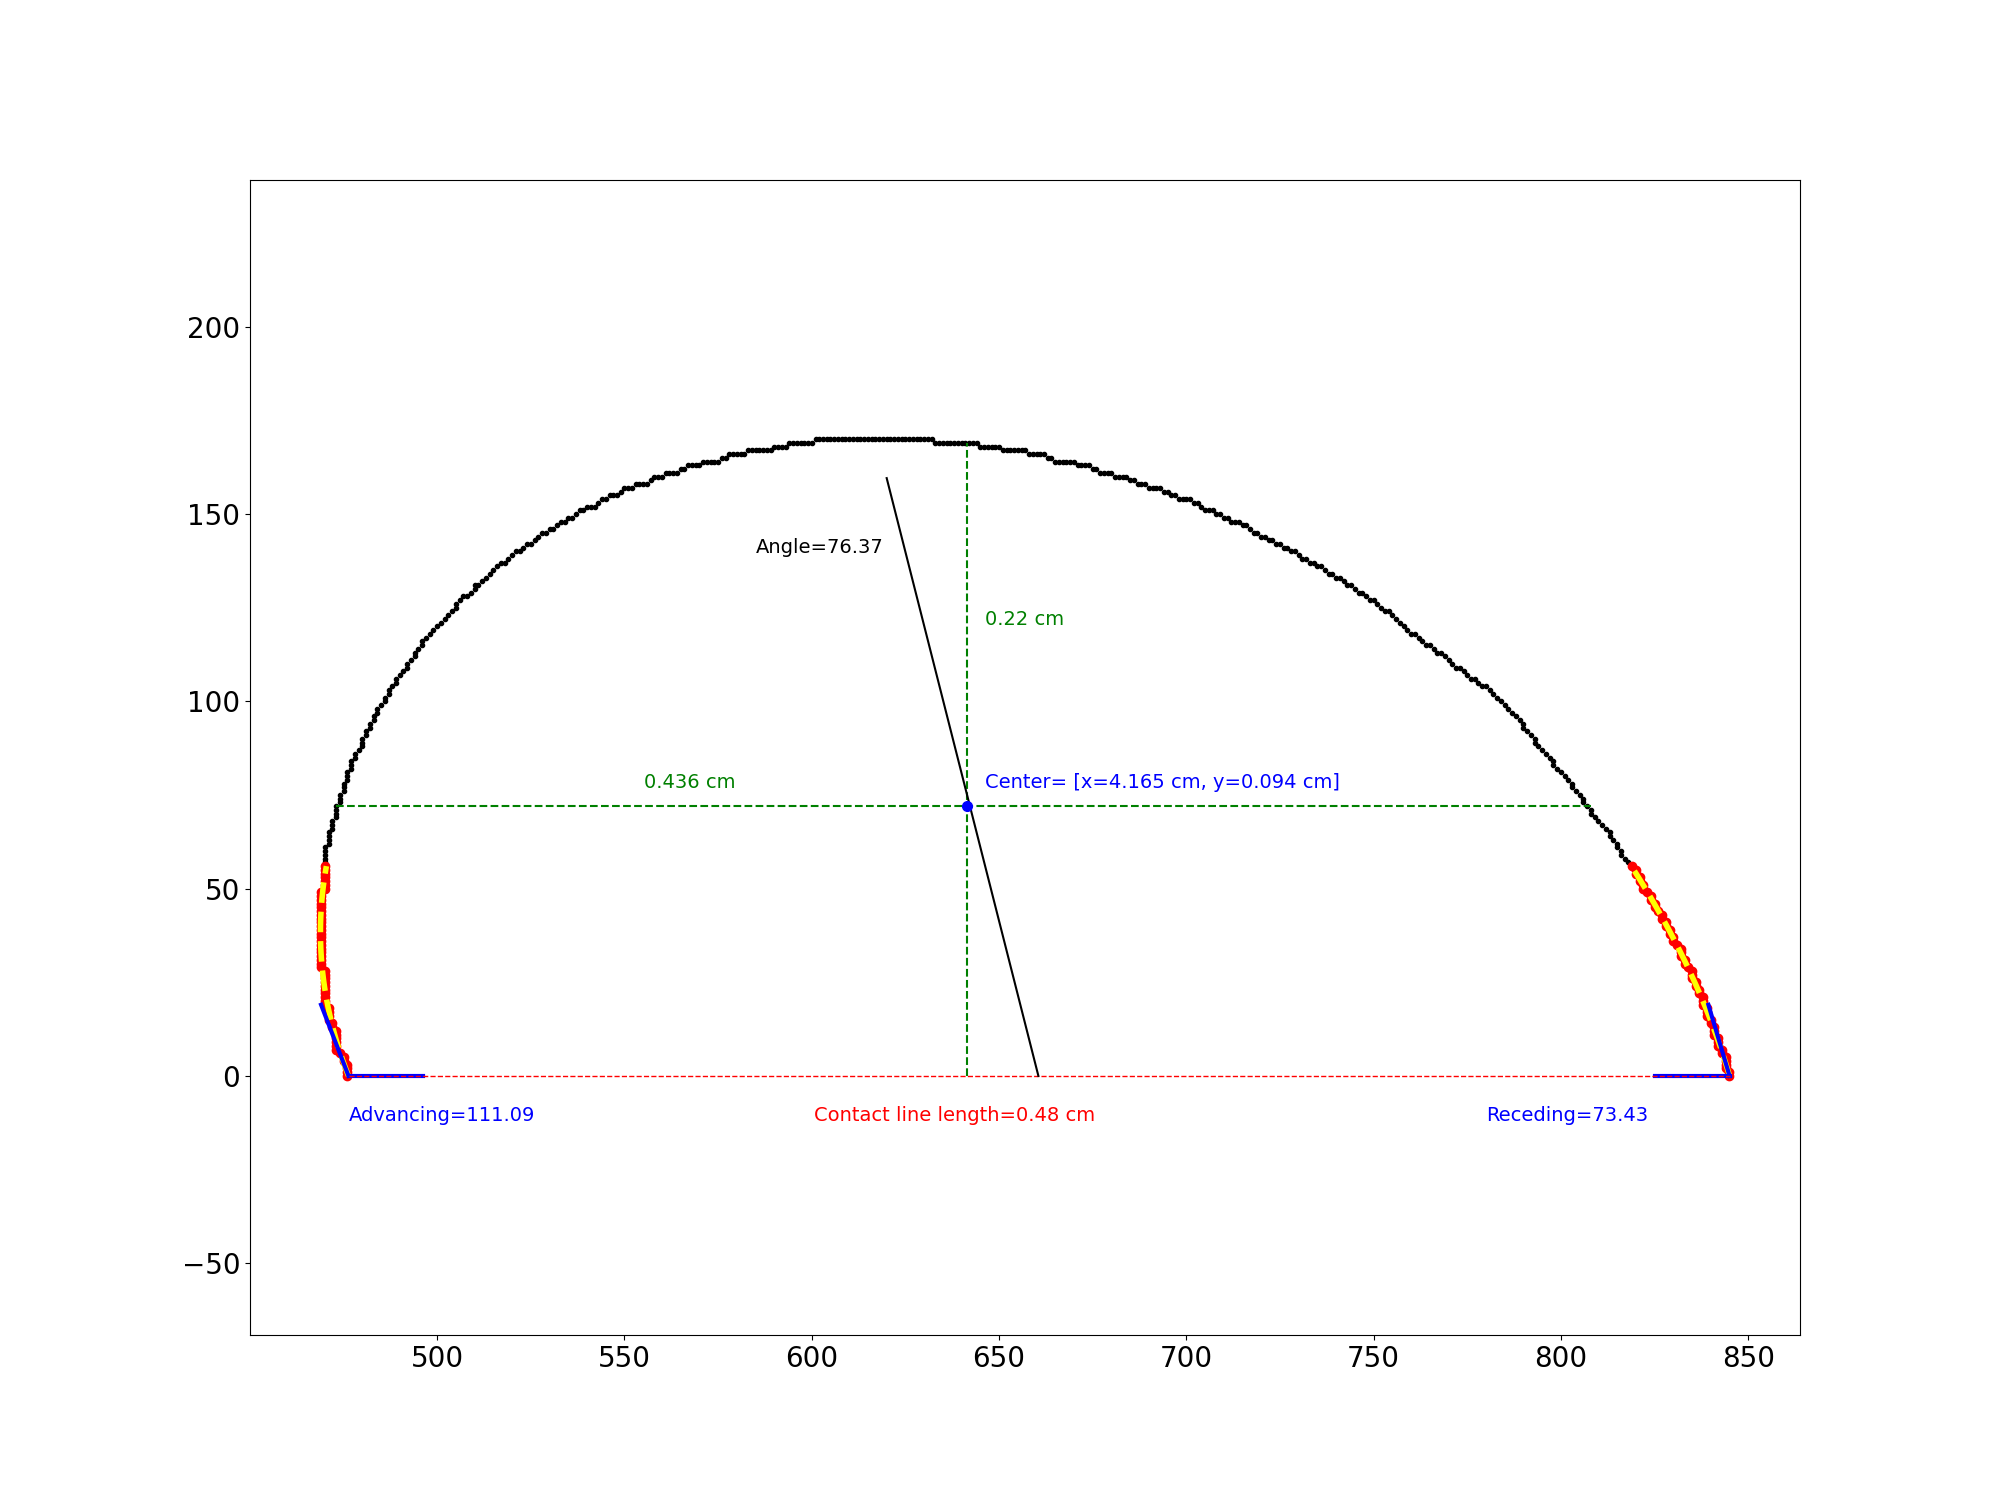 200
150
Angle=76.37
0.22 cm
100
0.436 cm
Center= [x=4.165 cm, y=0.094 cm]
50
0
Advancing=111.09
Contact line length=0.48 cm
Receding=73.43
−50
500
550
600
650
700
750
800
850